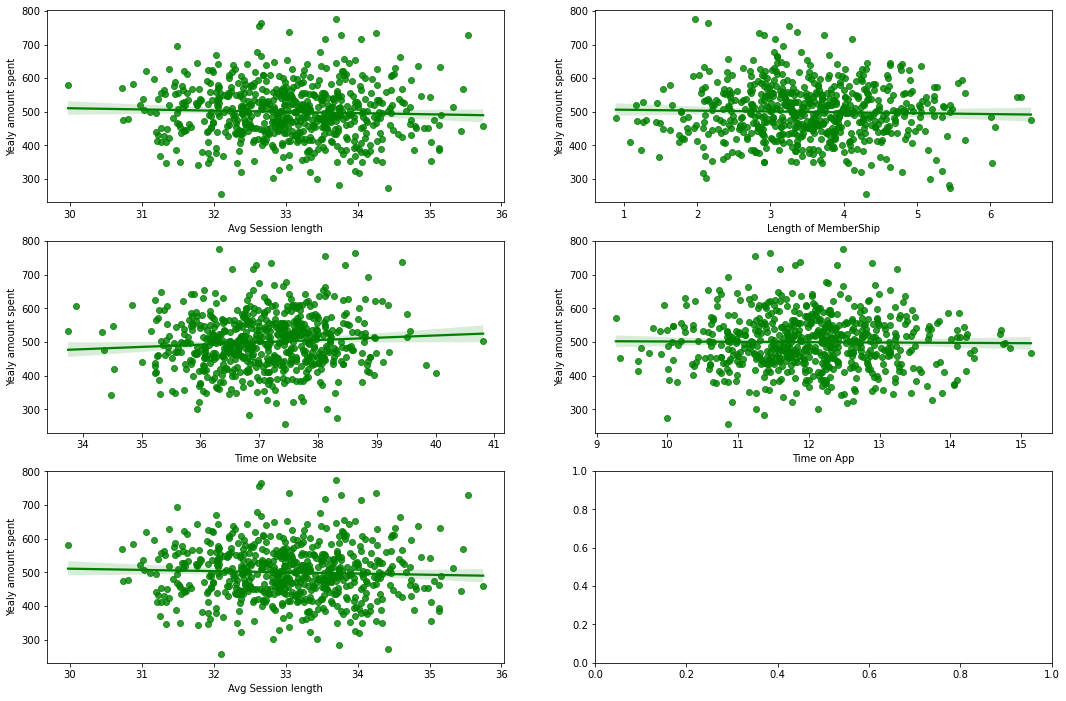 800
700
600
500
400
300
Yealy amount spent
30 31 32 33 34 35 36
Avg Session length
800
700
600
500
400
300
Yealy amount spent
1 2 3 4 5 6
Length of MemberShip
800
700
600
500
400
300
Yealy amount spent
34 35 36 37 38 39 40 41
Time on Website
800
700
600
500
400
300
Yealy amount spent
9 10 11 12 13 14 15
Time on App
800
700
600
500
400
300
Yealy amount spent
30 31 32 33 34 35 36
Avg Session length
1.0
0.8
0.6
0.4
0.2
0.0
0.0 0.2 0.4 0.6 0.8 1.0